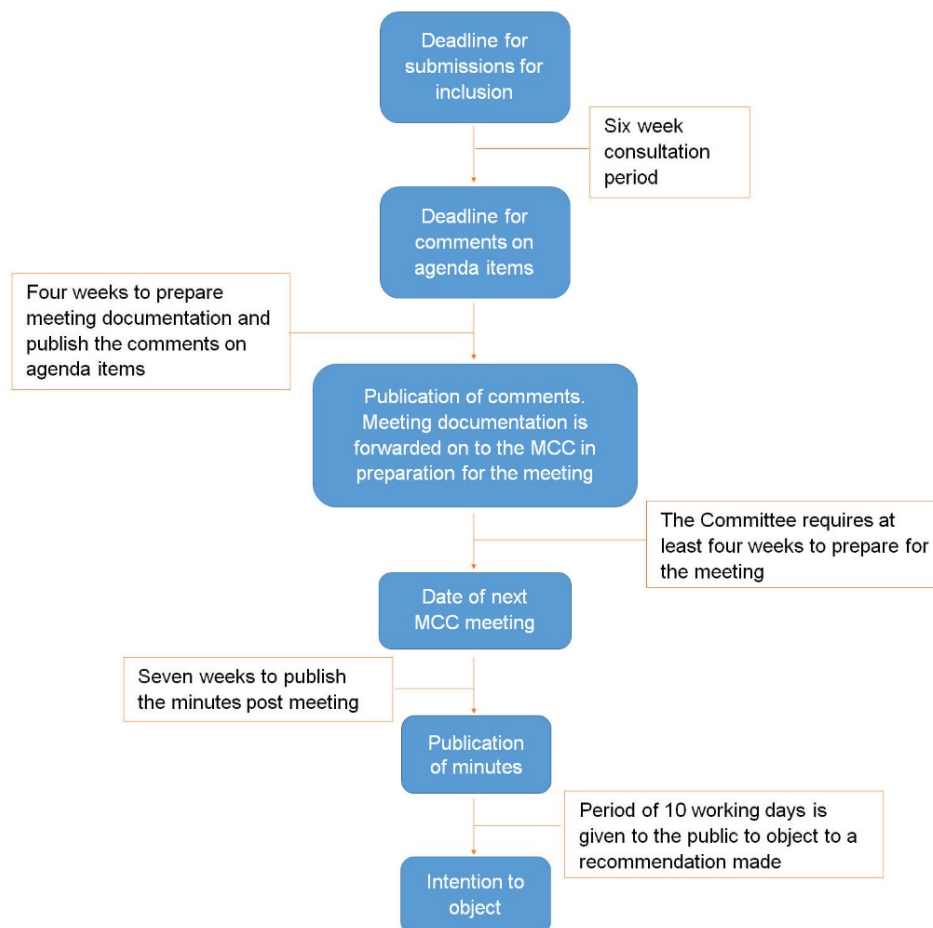 Deadline for
submissions for
inclusion
Six week
consultation
period
Deadline for
comments on
agenda items
Four weeks to prepare
meeting documentation and
publish the comments on
agenda items
Publication of comments.
Meeting documentation is
forwarded on to the MCC in
preparation for the meeting
The Committee requires at
least four weeks to prepare for
the meeting
Date of next
MCC meeting
Seven weeks to publish
the minutes post meeting
Publication
of minutes
Period of 10 working days is
given to the public to object to a
recommendation made
Intention to
object